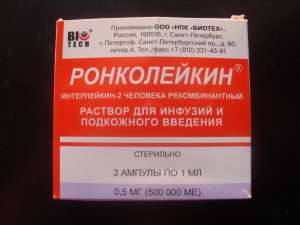 BIO
TECH
Произведено ООО «НПК «БИОТЕХ».
Россия, 198516, г. Санкт-Петербург,
г. Петергоф, Санкт-Петербургский пр., д. 60,
литер А, Тел./факс +7 (812) 331-43-91
РОНКОЛЕЙКИН®
ИНТЕРЛЕЙКИН-2 ЧЕЛОВЕКА РЕКОМБИНАНТНЫЙ
РАСТВОР ДЛЯ ИНФУЗИЙ И
ПОДКОЖНОГО ВВЕДЕНИЯ
СТЕРИЛЬНО
3 АМПУЛЫ ПО 1 МЛ
0,5 МГ (500 000 МЕ)